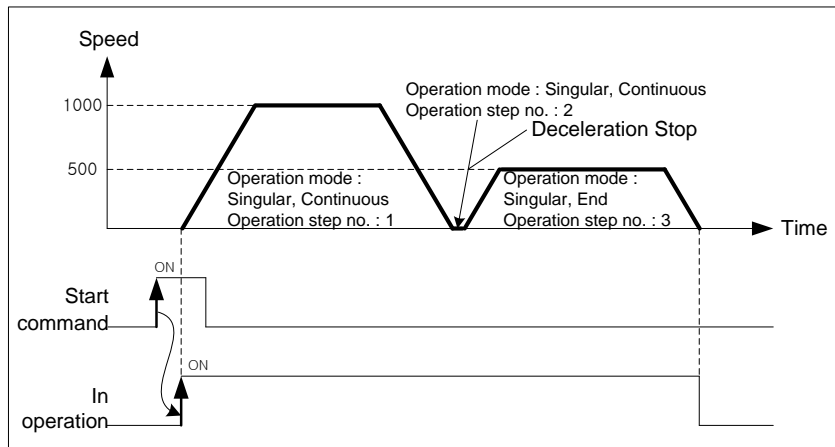 Speed
Operation mode : Singular, Continuous
Operation step no. : 2
Deceleration Stop
1000
500
Operation mode :
Singular, Continuous
Operation step no. : 1
Operation mode :
Singular, End
Operation step no. : 3
Time
ON
Start
command
ON
In
operation